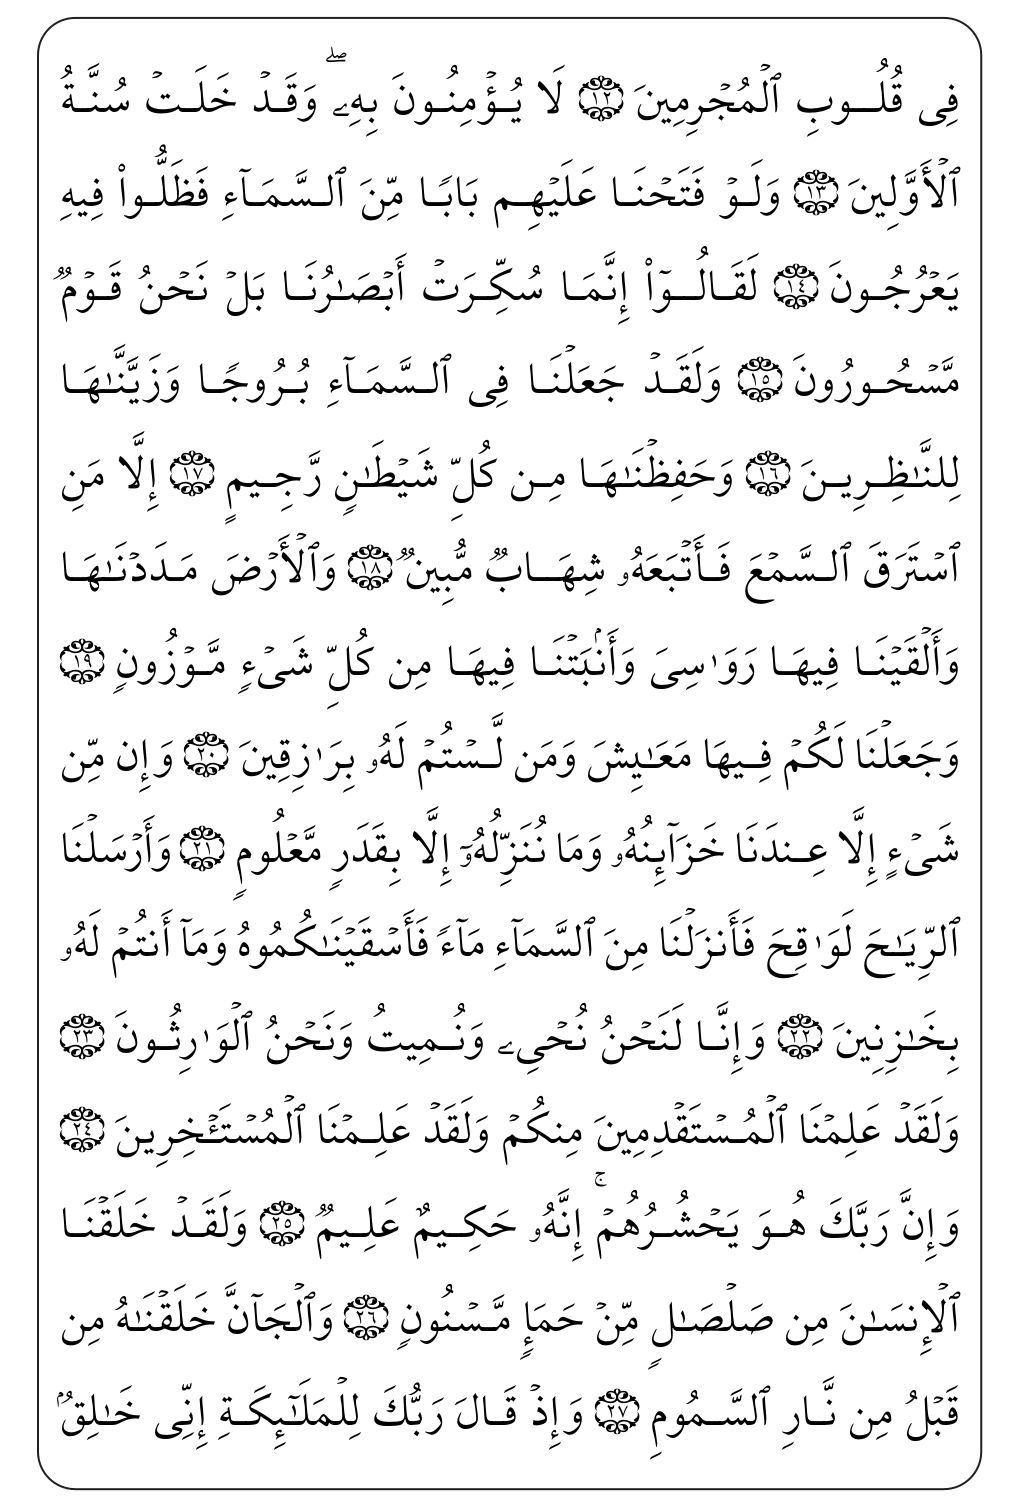 فِى قُلُوبِ ٱلۡمُجۡرِمِينَ ١٢ لَا يُؤۡمِنُونَ بِهِۦۖ وَقَدۡ خَلَتۡ سُنَّةُ
ٱلۡأَوَّلِينَ ١٣ وَلَوۡ فَتَحۡنَا عَلَيۡهِم بَابًا مِّنَ ٱلسَّمَآءِ فَظَلُّواْ فِيهِ
يَعۡرُجُونَ ١٤ لَقَالُوٓاْ إِنَّمَا سُكِّرَتۡ أَبۡصَٰرُنَا بَلۡ نَحۡنُ قَوۡمٌ
مَّسۡحُورُونَ ١٥ وَلَقَدۡ جَعَلۡنَا فِى ٱلسَّمَآءِ بُرُوجًا وَزَيَّنَّٰهَا
لِلنَّٰظِرِينَ ١٦ وَحَفِظۡنَٰهَا مِن كُلِّ شَيۡطَٰنٍ رَّجِيمٍ ١٧ إِلَّا مَنِ
ٱسۡتَرَقَ ٱلسَّمۡعَ فَأَتۡبَعَهُۥ شِهَابٌ مُّبِينٌ ١٨ وَٱلۡأَرۡضَ مَدَدۡنَٰهَا
وَأَلۡقَيۡنَا فِيهَا رَوَٰسِىَ وَأَنۢبَتۡنَا فِيهَا مِن كُلِّ شَىۡءٍ مَّوۡزُونٍ ١٩
وَجَعَلۡنَا لَكُمۡ فِيهَا مَعَٰيِشَ وَمَن لَّسۡتُمۡ لَهُۥ بِرَٰزِقِينَ ٢٠ وَإِن مِّن
شَىۡءٍ إِلَّا عِندَنَا خَزَآئِنُهُۥ وَمَا نُنَزِّلُهُۥٓ إِلَّا بِقَدَرٍ مَّعۡلُومٍ ٢١ وَأَرۡسَلۡنَا
ٱلرِّيَٰحَ لَوَٰقِحَ فَأَنزَلۡنَا مِنَ ٱلسَّمَآءِ مَآءً فَأَسۡقَيۡنَٰكُمُوهُ وَمَآ أَنتُمۡ لَهُۥ
بِخَٰزِنِينَ ٢٢ وَإِنَّا لَنَحۡنُ نُحۡىِۦ وَنُمِيتُ وَنَحۡنُ ٱلۡوَٰرِثُونَ ٢٣
وَلَقَدۡ عَلِمۡنَا ٱلۡمُسۡتَقۡدِمِينَ مِنكُمۡ وَلَقَدۡ عَلِمۡنَا ٱلۡمُسۡتَـٔۡخِرِينَ ٢٤
وَإِنَّ رَبَّكَ هُوَ يَحۡشُرُهُمۡۚ إِنَّهُۥ حَكِيمٌ عَلِيمٌ ٢٥ وَلَقَدۡ خَلَقۡنَا
ٱلۡإِنسَٰنَ مِن صَلۡصَٰلٍ مِّنۡ حَمَإٍ مَّسۡنُونٍ ٢٦ وَٱلۡجَآنَّ خَلَقۡنَٰهُ مِن
قَبۡلُ مِن نَّارِ ٱلسَّمُومِ ٢٧ وَإِذۡ قَالَ رَبُّكَ لِلۡمَلَٰٓئِكَةِ إِنِّى خَٰلِقٌۢ